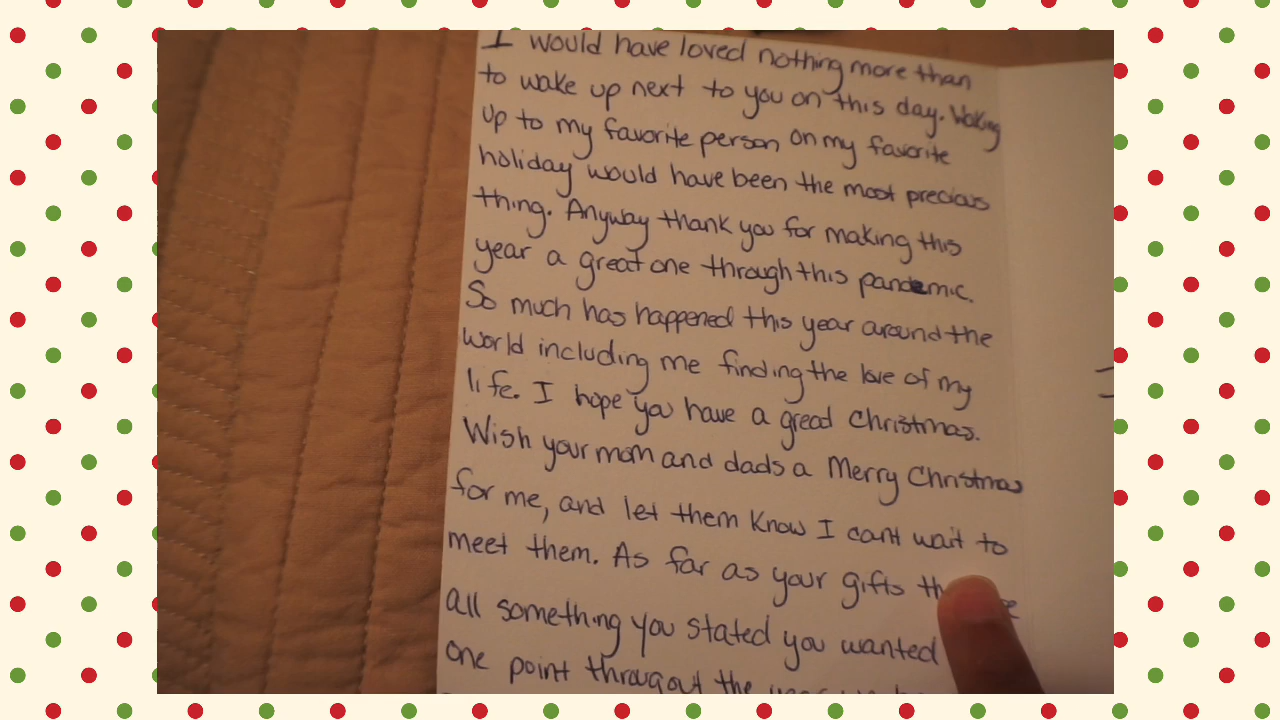 I would have loved nothing more than
to wake up next to you on this day. Waking
up to my favorite person on my favorite
holiday would have been the most precious
thing. Anyway thank you for making this
year a great one through this pandemic.
So much has happened this year around the
world including me finding the love of my
life. I hope you have a great Christmas.
Wish your mom and dads a Merry Christmas
for me, and let them know I cant wait to
meet them. As far as your gifts
all something you stated you wanted
one point througout the